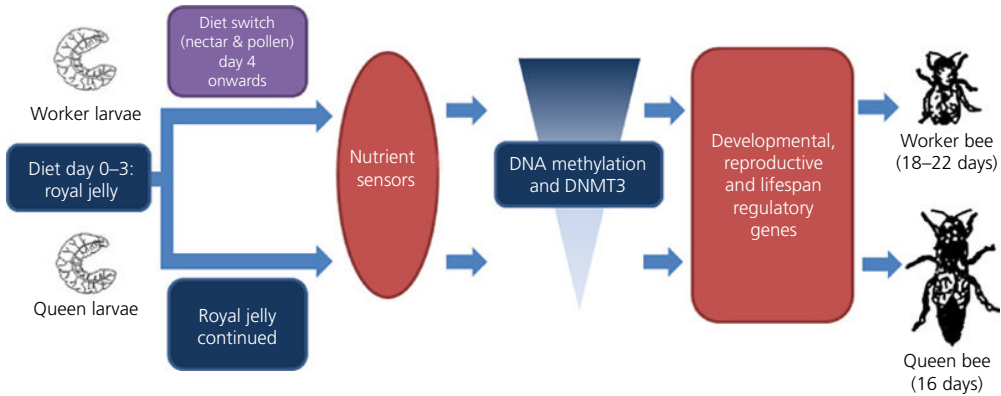 Diet switch
(nectar & pollen)
day 4
onwards
Worker larvae
Diet day 0–3:
royal jelly
Queen larvae
Royal jelly
continued
Nutrient
sensors
DNA methylation
and DNMT3
Developmental,
reproductive
and lifespan
regulatory
genes
Worker bee
(18–22 days)
Queen bee
(16 days)